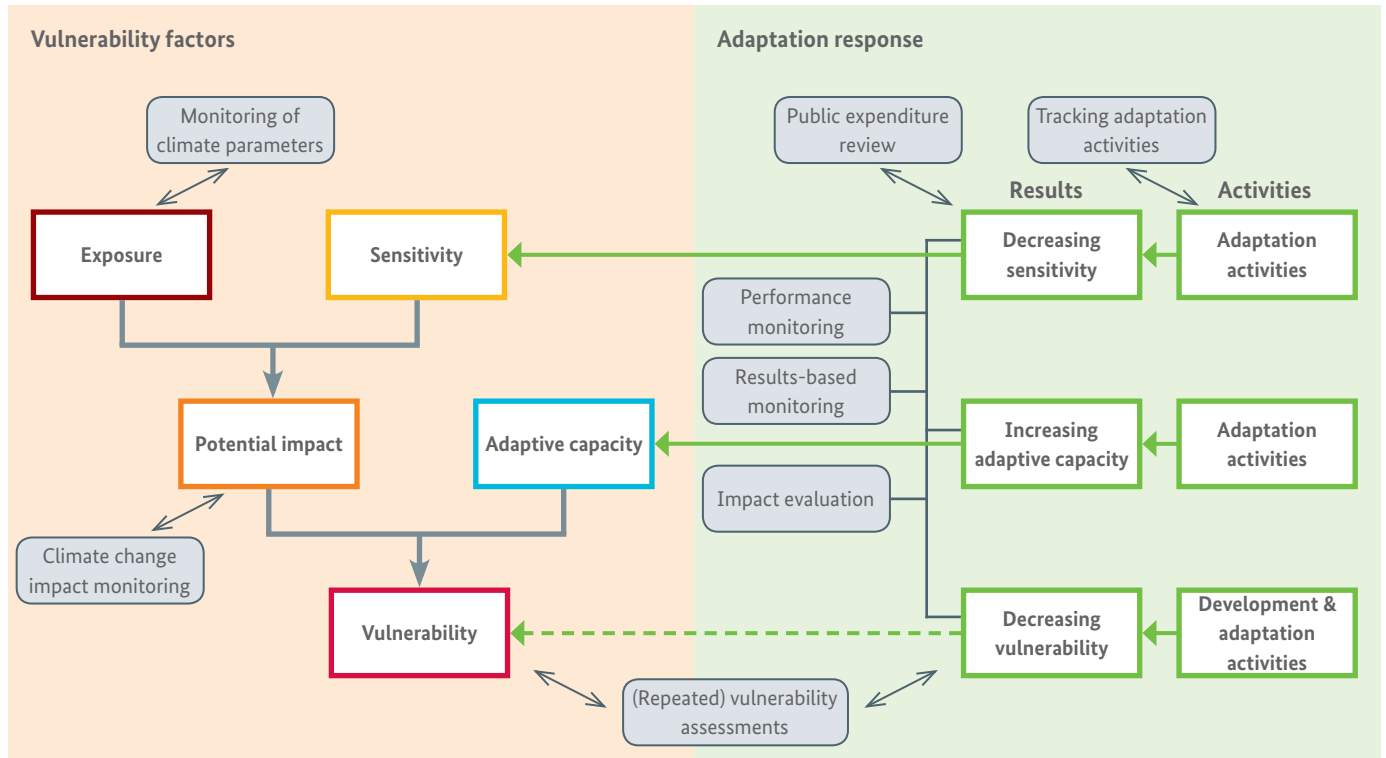 Vulnerability factors
Adaptation response
Monitoring of
climate parameters
Public expenditure
review
Tracking adaptation
activities
Results
Activities
Exposure
Sensitivity
Decreasing
sensitivity
Adaptation
activities
Performance
monitoring
Results-based
monitoring
Potential impact
Adaptive capacity
Increasing
adaptive capacity
Adaptation
activities
Impact evaluation
Climate change
impact monitoring
Vulnerability
Decreasing
vulnerability
Development &
adaptation
activities
(Repeated) vulnerability
assessments